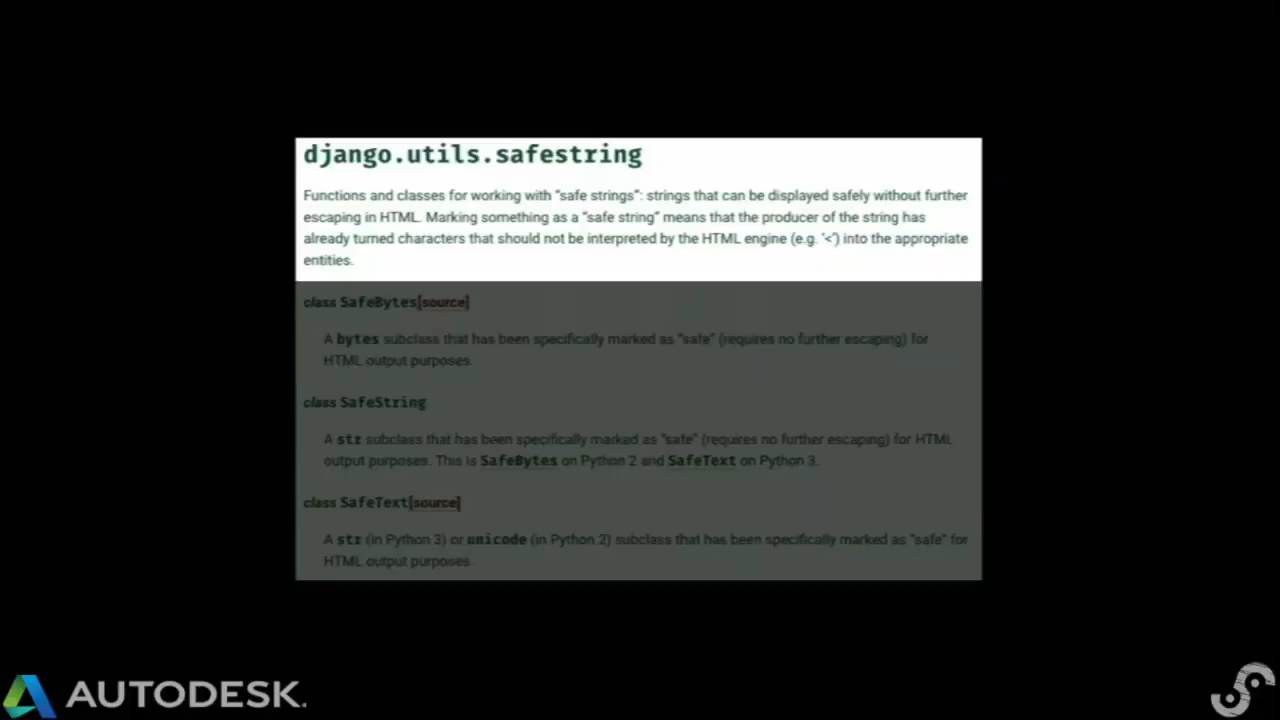 django.utils.safestring
Functions and classes for working with "safe strings": strings that can be displayed safely without further
escaping in HTML. Marking something as a "safe string" means that the producer of the string has
already turned characters that should not be interpreted by the HTML engine (e.g. '<') into the appropriate
entities.
class SafeBytes[source]
A bytes subclass that has been specifically marked as "safe" (requires no further escaping) for
HTML output purposes.
class SafeString
A str subclass that has been specifically marked as "safe" (requires no further escaping) for HTML
output purposes. This is SafeBytes on Python 2 and SafeText on Python 3.
class SafeText[source]
A str (in Python 3) or unicode (in Python 2) subclass that has been specifically marked as "safe" for
HTML output purposes.
AUTODESK.